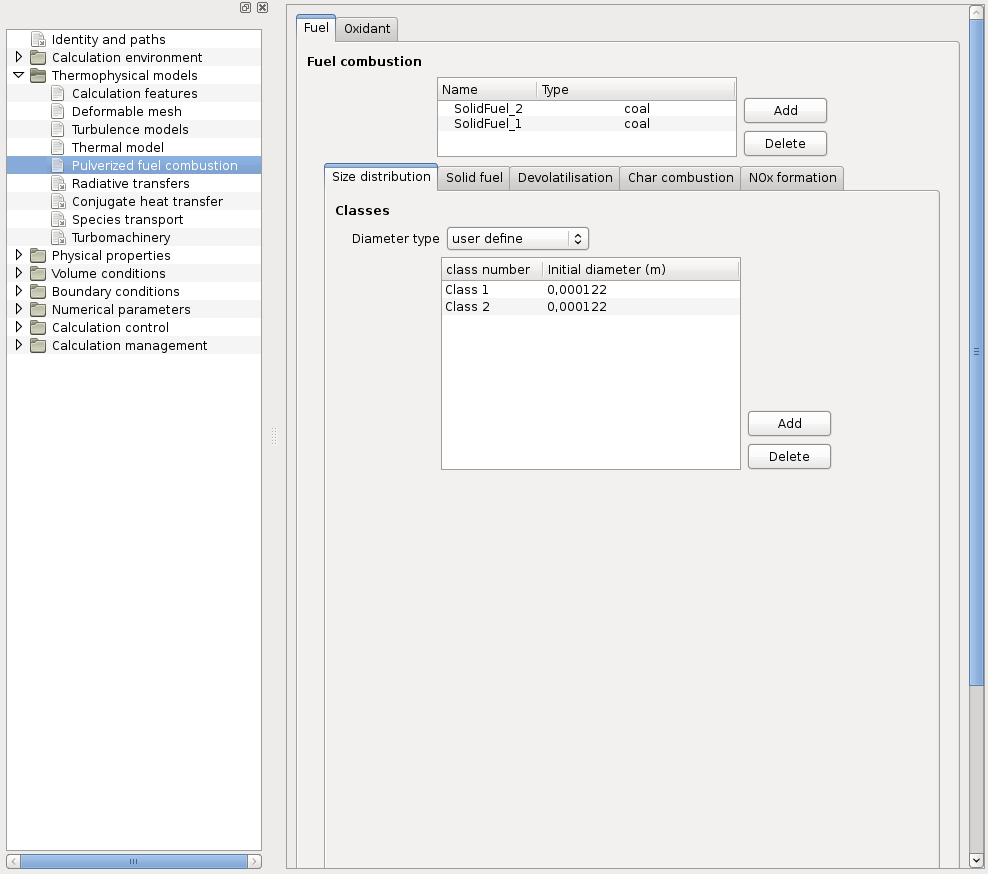 Identity and paths
Calculation environment
Thermophysical models
Calculation features
Deformable mesh
Turbulence models
Thermal model
Pulverized fuel combustion
Radiative transfers
Conjugate heat transfer
Species transport
Turbomachinery
Physical properties
Volume conditions
Boundary conditions
Numerical parameters
Calculation control
Calculation management
Fuel Oxidant
Fuel combustion
Name Type
SolidFuel_2 coal
SolidFuel_1 coal
Add
Delete
Size distribution Solid fuel Devolatilisation Char combustion NOx formation
Classes
Diameter type user define
class number Initial diameter (m)
Class 1 0,000122
Class 2 0,000122
Add
Delete